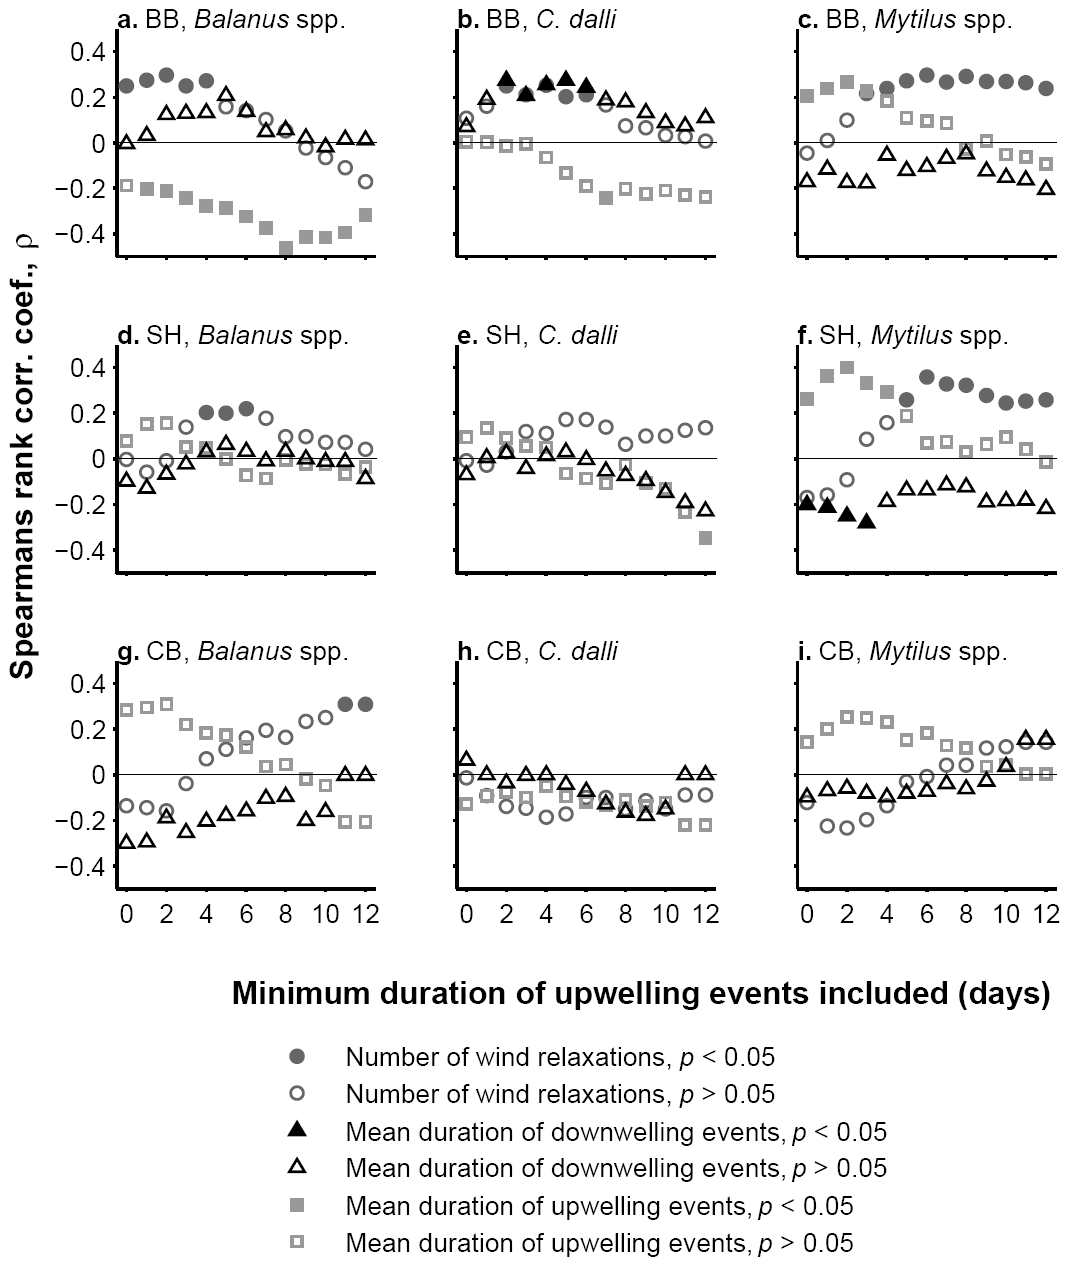 a. BB, Balanus spp.
b. BB, C. dalli
c. BB, Mytilus spp.
0.4
0.2
0
−0.2
−0.4
d. SH, Balanus spp.
e. SH, C. dalli
f. SH, Mytilus spp.
0.4
0.2
0
−0.2
−0.4
g. CB, Balanus spp.
h. CB, C. dalli
i. CB, Mytilus spp.
0.4
0.2
0
−0.2
−0.4
0 2 4 6 8 10 12
0 2 4 6 8 10 12
0 2 4 6 8 10 12
Spearmans rank corr. coef., ρ
Minimum duration of upwelling events included (days)
Number of wind relaxations, p < 0.05
Number of wind relaxations, p > 0.05
Mean duration of downwelling events, p < 0.05
Mean duration of downwelling events, p > 0.05
Mean duration of upwelling events, p < 0.05
Mean duration of upwelling events, p > 0.05